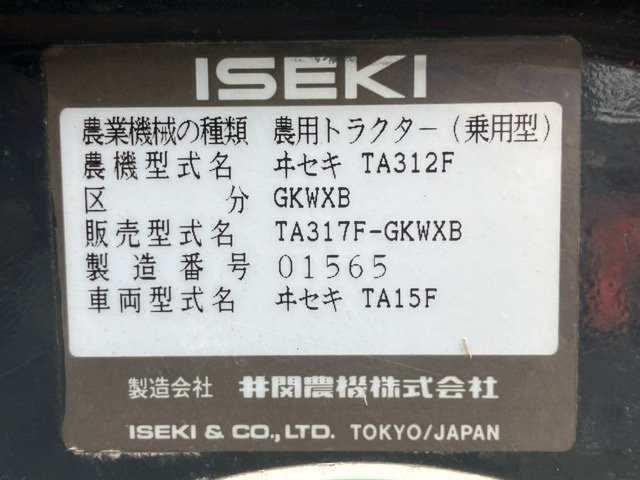 ISEKI
農業機械の種類 農用トラクター(乗用型)
農機型式名 ヰセキ TA312F
区分 GKWXB
販売型式名 TA317F-GKWXB
製造番号 01565
車両型式名 ヰセキ TA15F
製造会社 井関農機株式会社
ISEKI & CO., LTD. TOKYO/JAPAN